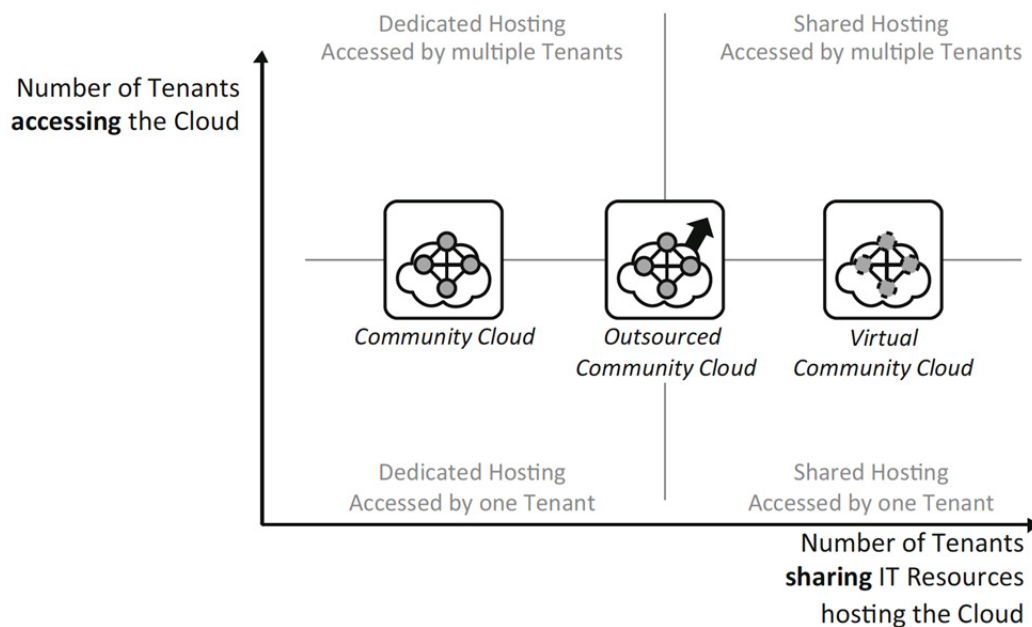 Dedicated Hosting
Accessed by multiple Tenants
Shared Hosting
Accessed by multiple Tenants
Number of Tenants
accessing the Cloud
Community Cloud
Outsourced
Community Cloud
Virtual
Community Cloud
Dedicated Hosting
Accessed by one Tenant
Shared Hosting
Accessed by one Tenant
Number of Tenants
sharing IT Resources
hosting the Cloud